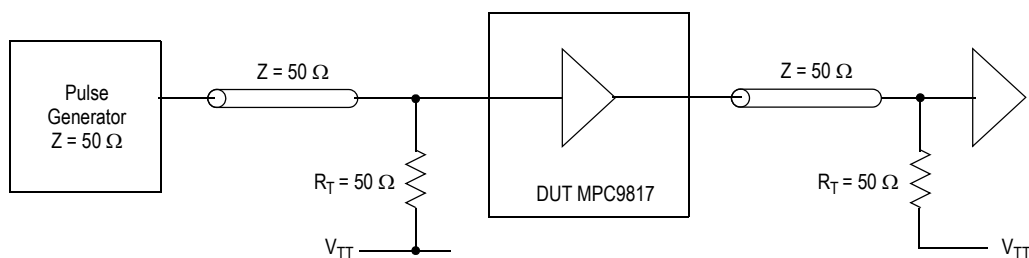 Pulse
Generator
Z = 50 Ω
Z = 50 Ω
R_T = 50 Ω
V_TT
DUT MPC9817
Z = 50 Ω
R_T = 50 Ω
V_TT